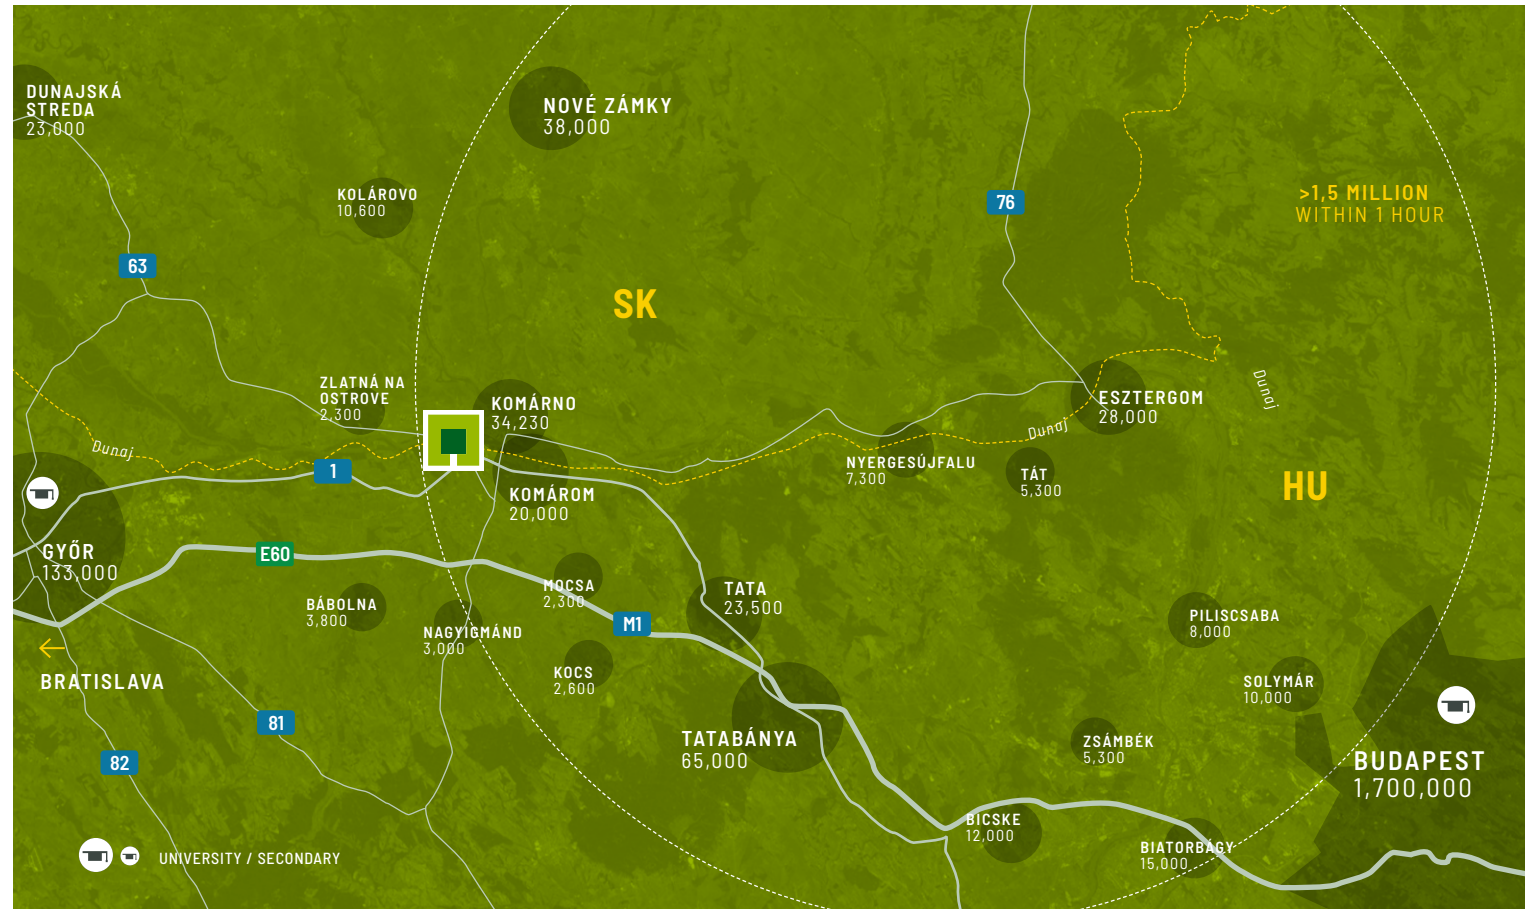 DUNAJSKÁ
STREDA
23,000
NOVÉ ZÁMKY
38,000
KOLÁROVO
10,600
76
>1,5 MILLION
WITHIN 1 HOUR
63
SK
ZLATNÁ NA
OSTROVE
2,300
KOMÁRNO
34,230
Dunaj
ESZTERGOM
28,000
Dunaj
Dunaj
1
NYERGESÚJFALU
7,300
TÁT
5,300
HU
KOMÁROM
20,000
GYŐR
133,000
E60
MOCSA
2,300
TATA
23,500
BÁBOLNA
3,800
NAGYIGMÁND
3,000
M1
PILISCSABA
8,000
KOCS
2,600
BRATISLAVA
SOLYMÁR
10,000
81
TATABÁNYA
65,000
ZSÁMBÉK
5,300
82
BUDAPEST
1,700,000
BICSKE
12,000
BIATORBÁGY
15,000
UNIVERSITY / SECONDARY